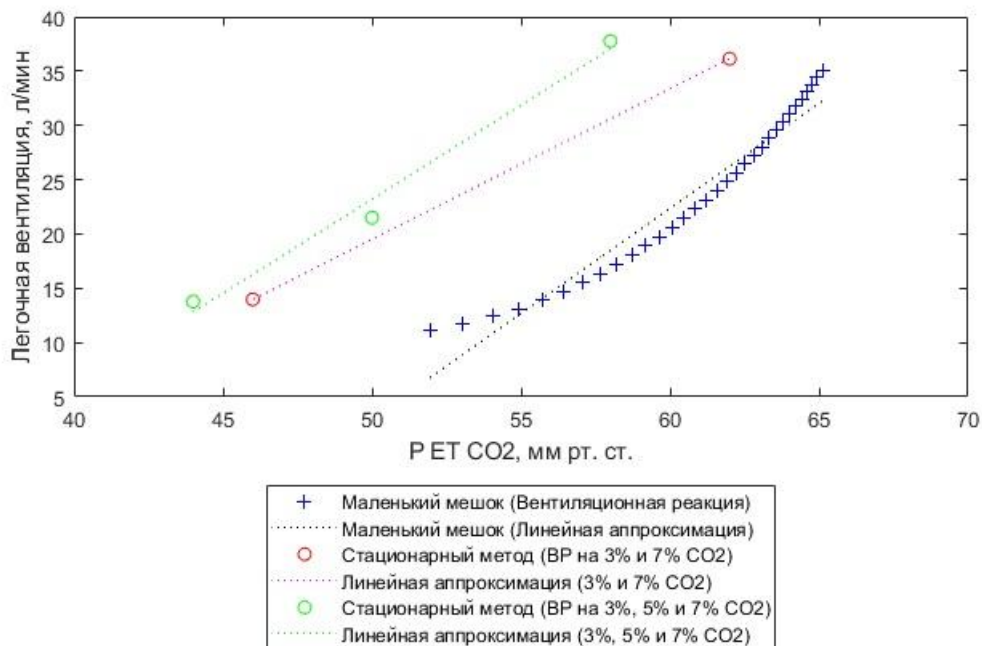 40
35
30
25
20
15
10
5
Легочная вентиляция, л/мин
40 45 50 55 60 65 70
P ET CO2, мм рт. ст.
Маленький мешок (Вентиляционная реакция)
Маленький мешок (Линейная аппроксимация)
Стационарный метод (ВР на 3% и 7% CO2)
Линейная аппроксимация (3% и 7% CO2)
Стационарный метод (ВР на 3%, 5% и 7% CO2)
Линейная аппроксимация (3%, 5% и 7% CO2)